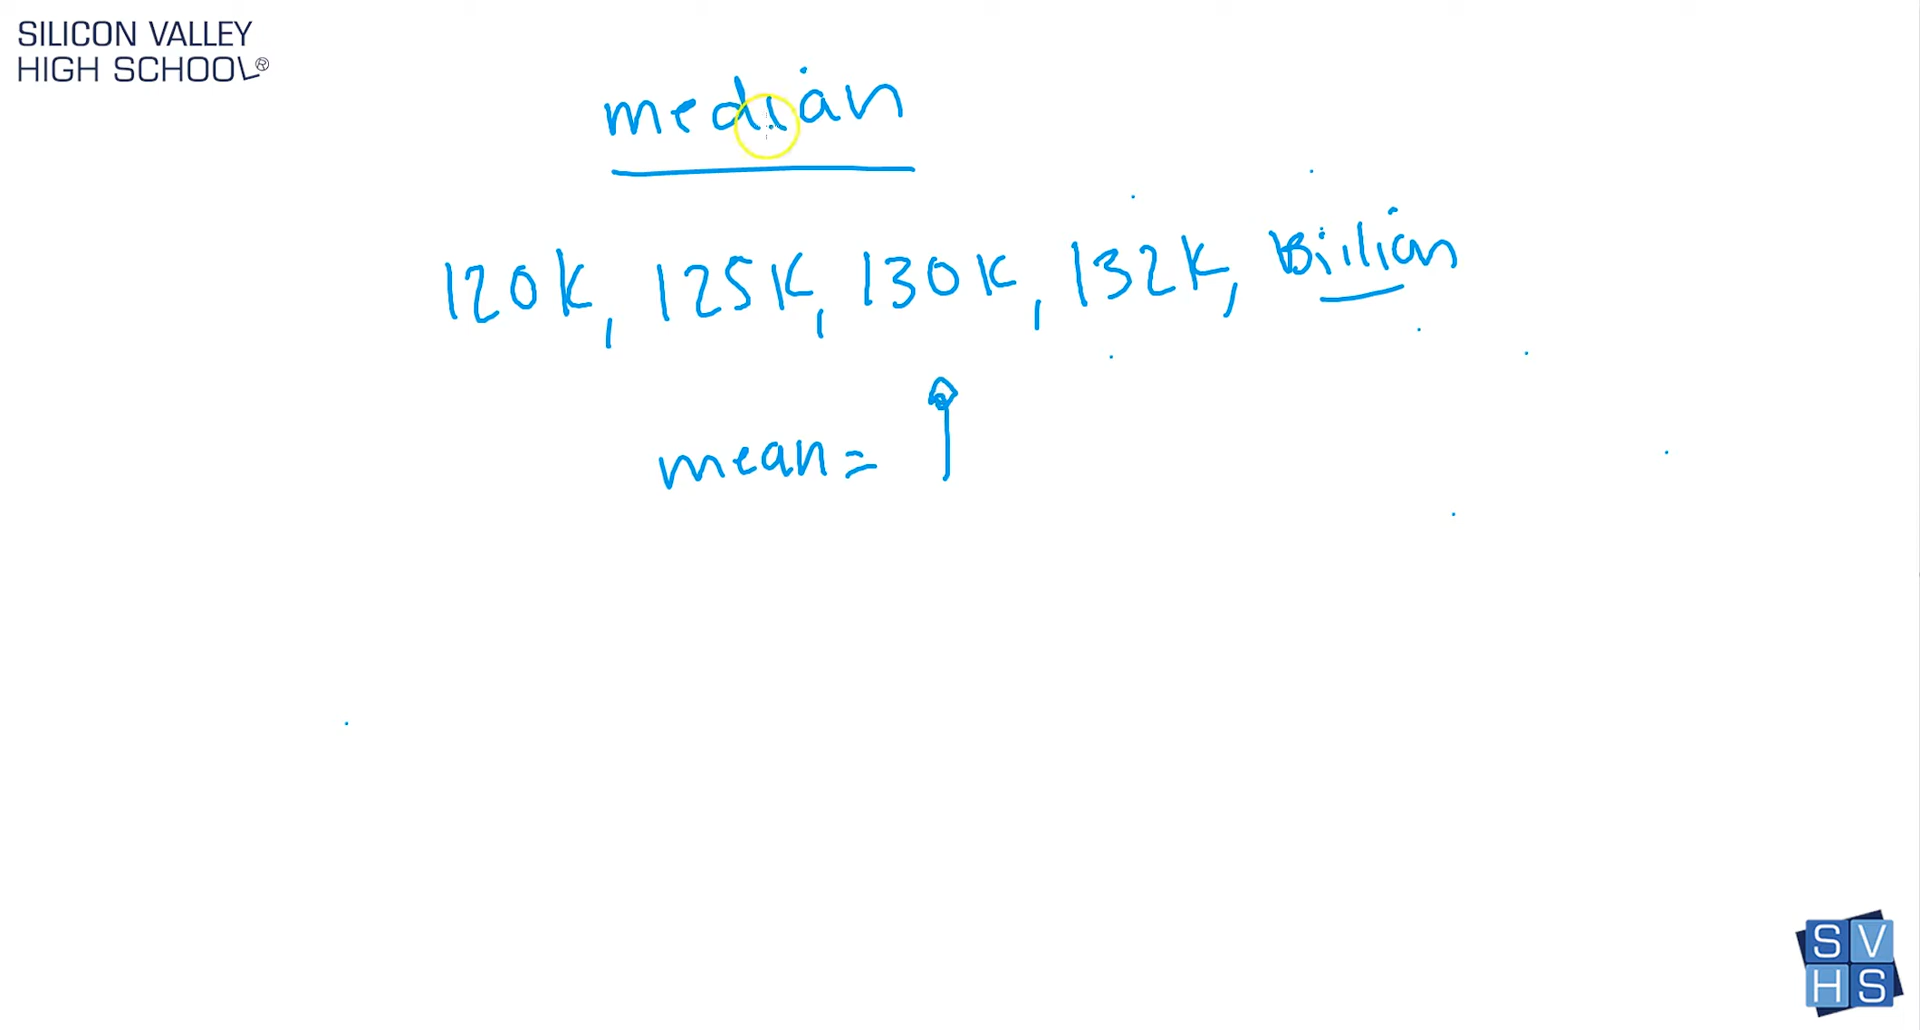 SILICON VALLEY
HIGH SCHOOL®
median
120K, 125K, 130K, 132K, Billion
mean = ↑
SV
HS